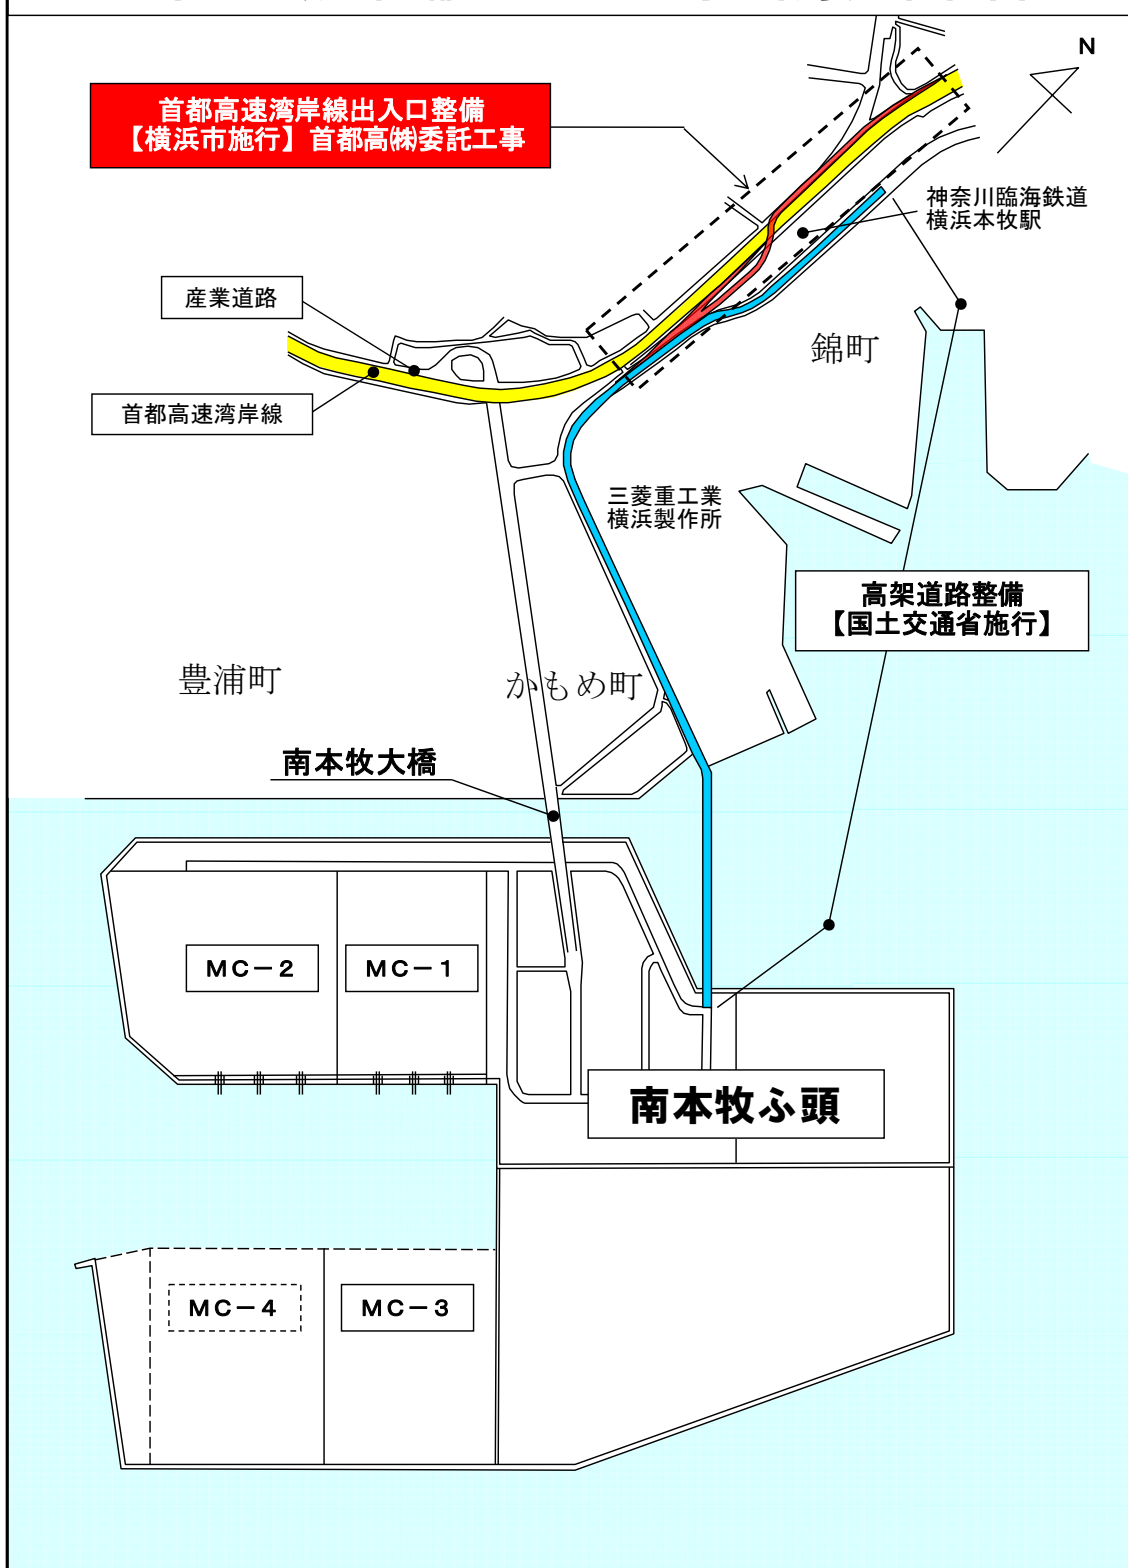 N
首都高速湾岸線出入口整備
【横浜市施行】首都高㈱委託工事
神奈川臨海鉄道
横浜本牧駅
産業道路
錦町
首都高速湾岸線
三菱重工業
横浜製作所
高架道路整備
【国土交通省施行】
豊浦町
かもめ町
南本牧大橋
MC－2
MC－1
南本牧ふ頭
MC－4
MC－3